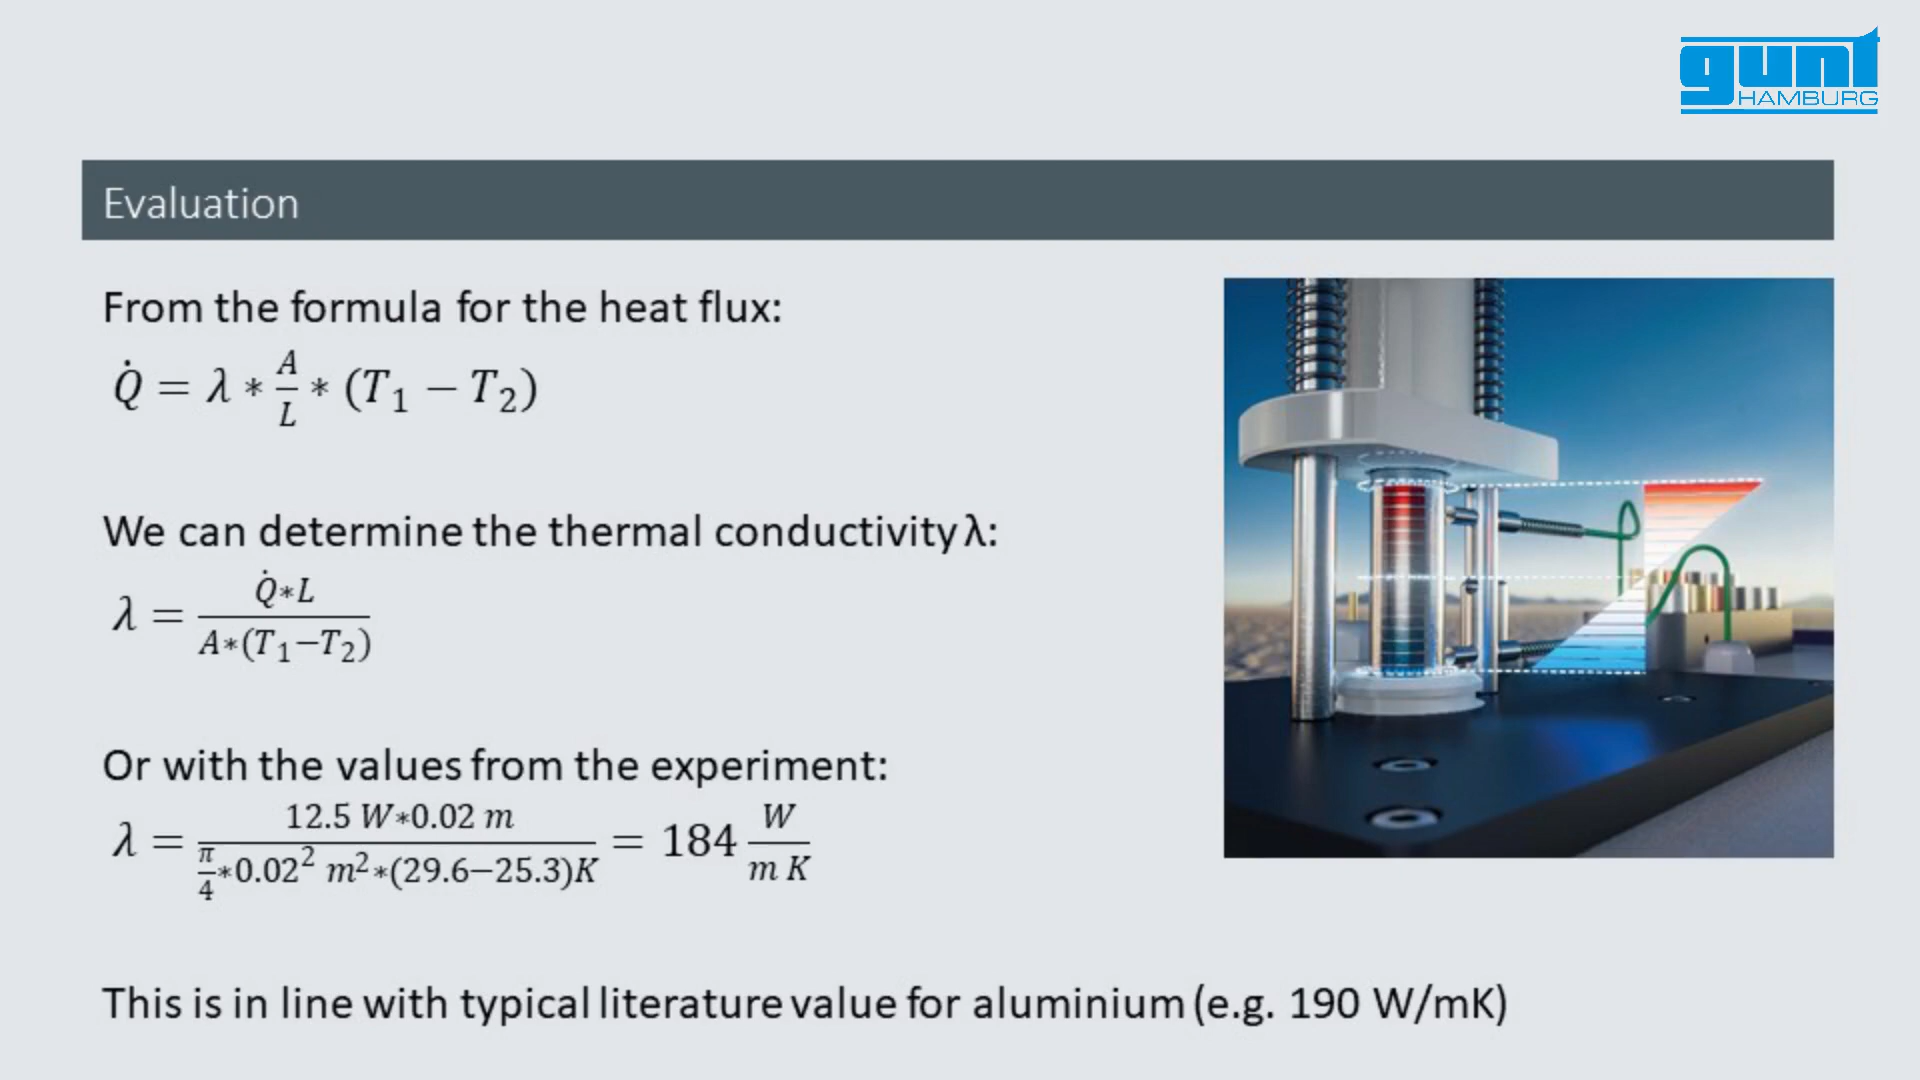 gunt
HAMBURG
Evaluation
From the formula for the heat flux:
Q̇ = λ * A/L * (T₁ − T₂)
We can determine the thermal conductivity λ:
λ = Q̇*L / A*(T₁−T₂)
Or with the values from the experiment:
λ = 12.5 W*0.02 m / π/4*0.02² m²*(29.6−25.3)K = 184 W/m K
This is in line with typical literature value for aluminium (e.g. 190 W/mK)